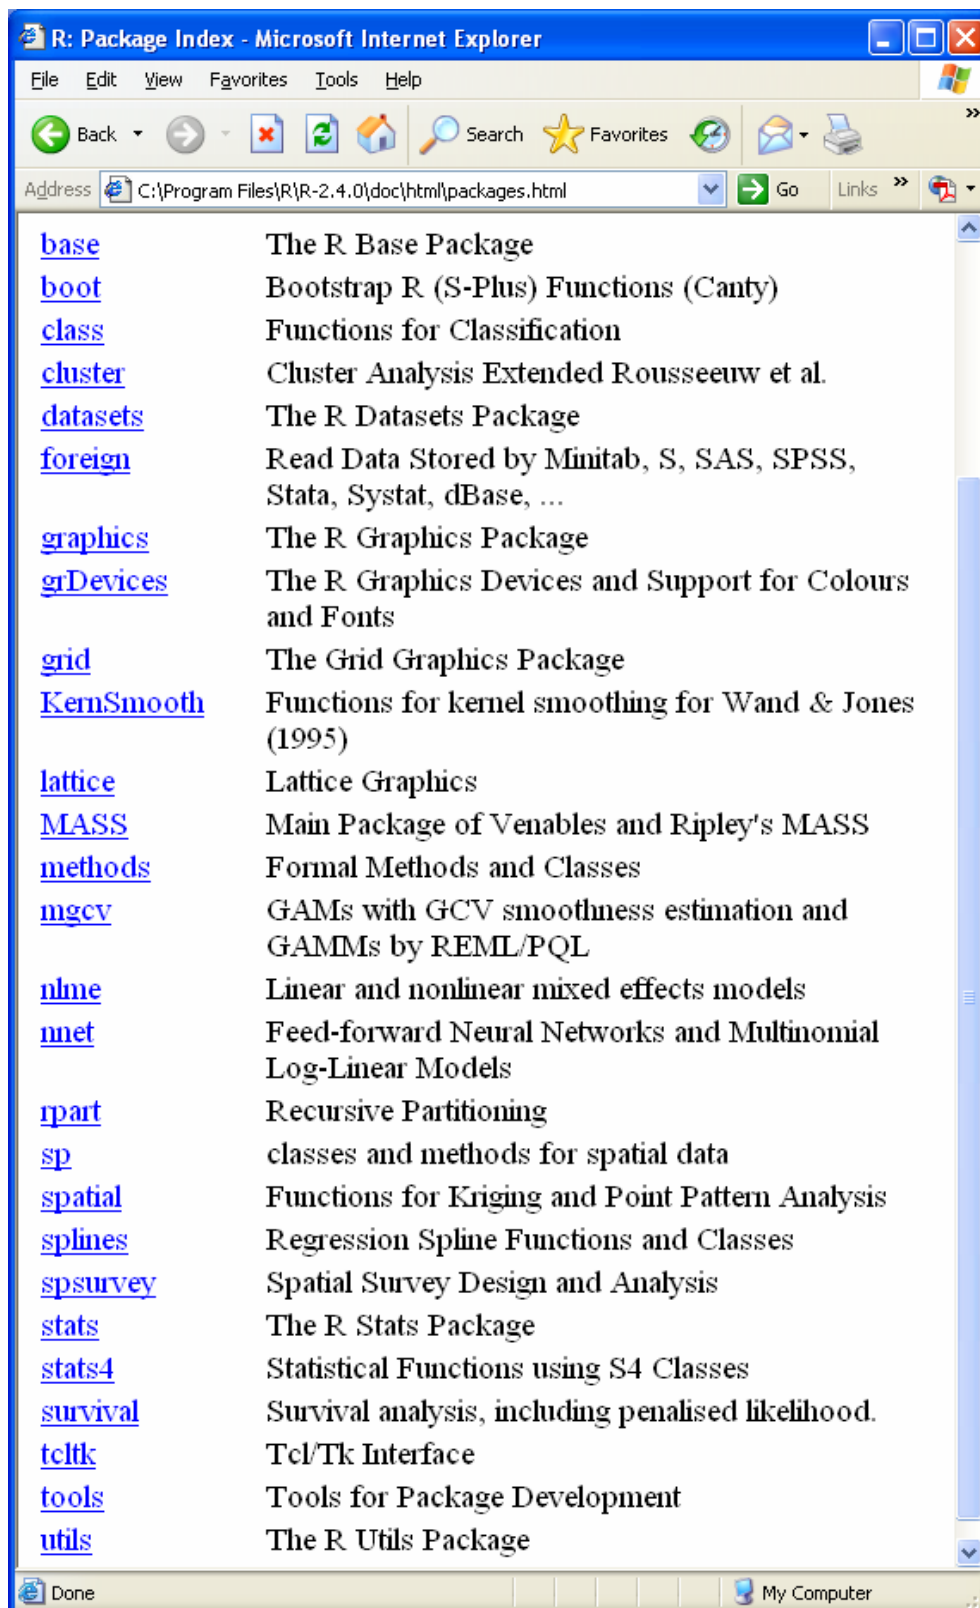 R: Package Index - Microsoft Internet Explorer
File Edit View Favorites Tools Help
Back Search Favorites »
Address C:\Program Files\R\R-2.4.0\doc\html\packages.html Go Links »
base The R Base Package
boot Bootstrap R (S-Plus) Functions (Canty)
class Functions for Classification
cluster Cluster Analysis Extended Rousseeuw et al.
datasets The R Datasets Package
foreign Read Data Stored by Minitab, S, SAS, SPSS,
Stata, Systat, dBase, ...
graphics The R Graphics Package
grDevices The R Graphics Devices and Support for Colours
and Fonts
grid The Grid Graphics Package
KernSmooth Functions for kernel smoothing for Wand & Jones
(1995)
lattice Lattice Graphics
MASS Main Package of Venables and Ripley's MASS
methods Formal Methods and Classes
mgcv GAMs with GCV smoothness estimation and
GAMMs by REML/PQL
nlme Linear and nonlinear mixed effects models
nnet Feed-forward Neural Networks and Multinomial
Log-Linear Models
rpart Recursive Partitioning
sp classes and methods for spatial data
spatial Functions for Kriging and Point Pattern Analysis
splines Regression Spline Functions and Classes
spsurvey Spatial Survey Design and Analysis
stats The R Stats Package
stats4 Statistical Functions using S4 Classes
survival Survival analysis, including penalised likelihood.
tcltk Tcl/Tk Interface
tools Tools for Package Development
utils The R Utils Package
Done My Computer